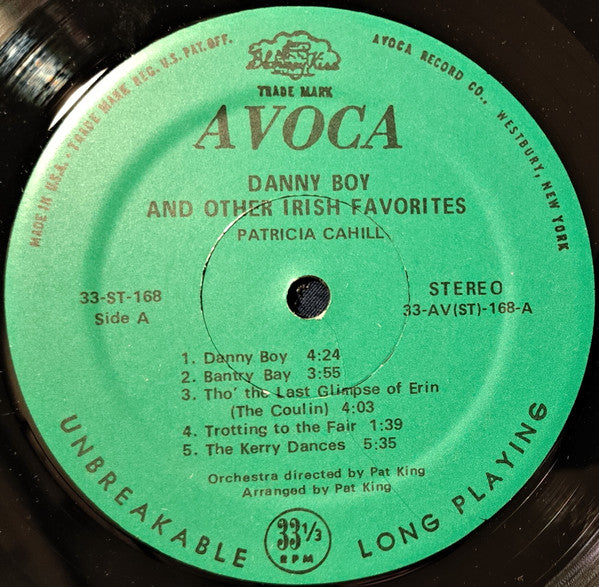 MADE IN U.S.A. · TRADE MARK REG. U.S. PAT. OFF.
AVOCA RECORD CO., WESTBURY, NEW YORK
TRADE MARK
AVOCA
DANNY BOY
AND OTHER IRISH FAVORITES
PATRICIA CAHILL
33-ST-168
Side A
STEREO
33-AV(ST)-168-A
1. Danny Boy 4:24
2. Bantry Bay 3:55
3. Tho' the Last Glimpse of Erin
(The Coulin) 4:03
4. Trotting to the Fair 1:39
5. The Kerry Dances 5:35
Orchestra directed by Pat King
Arranged by Pat King
UNBREAKABLE
33 1/3
RPM
LONG PLAYING